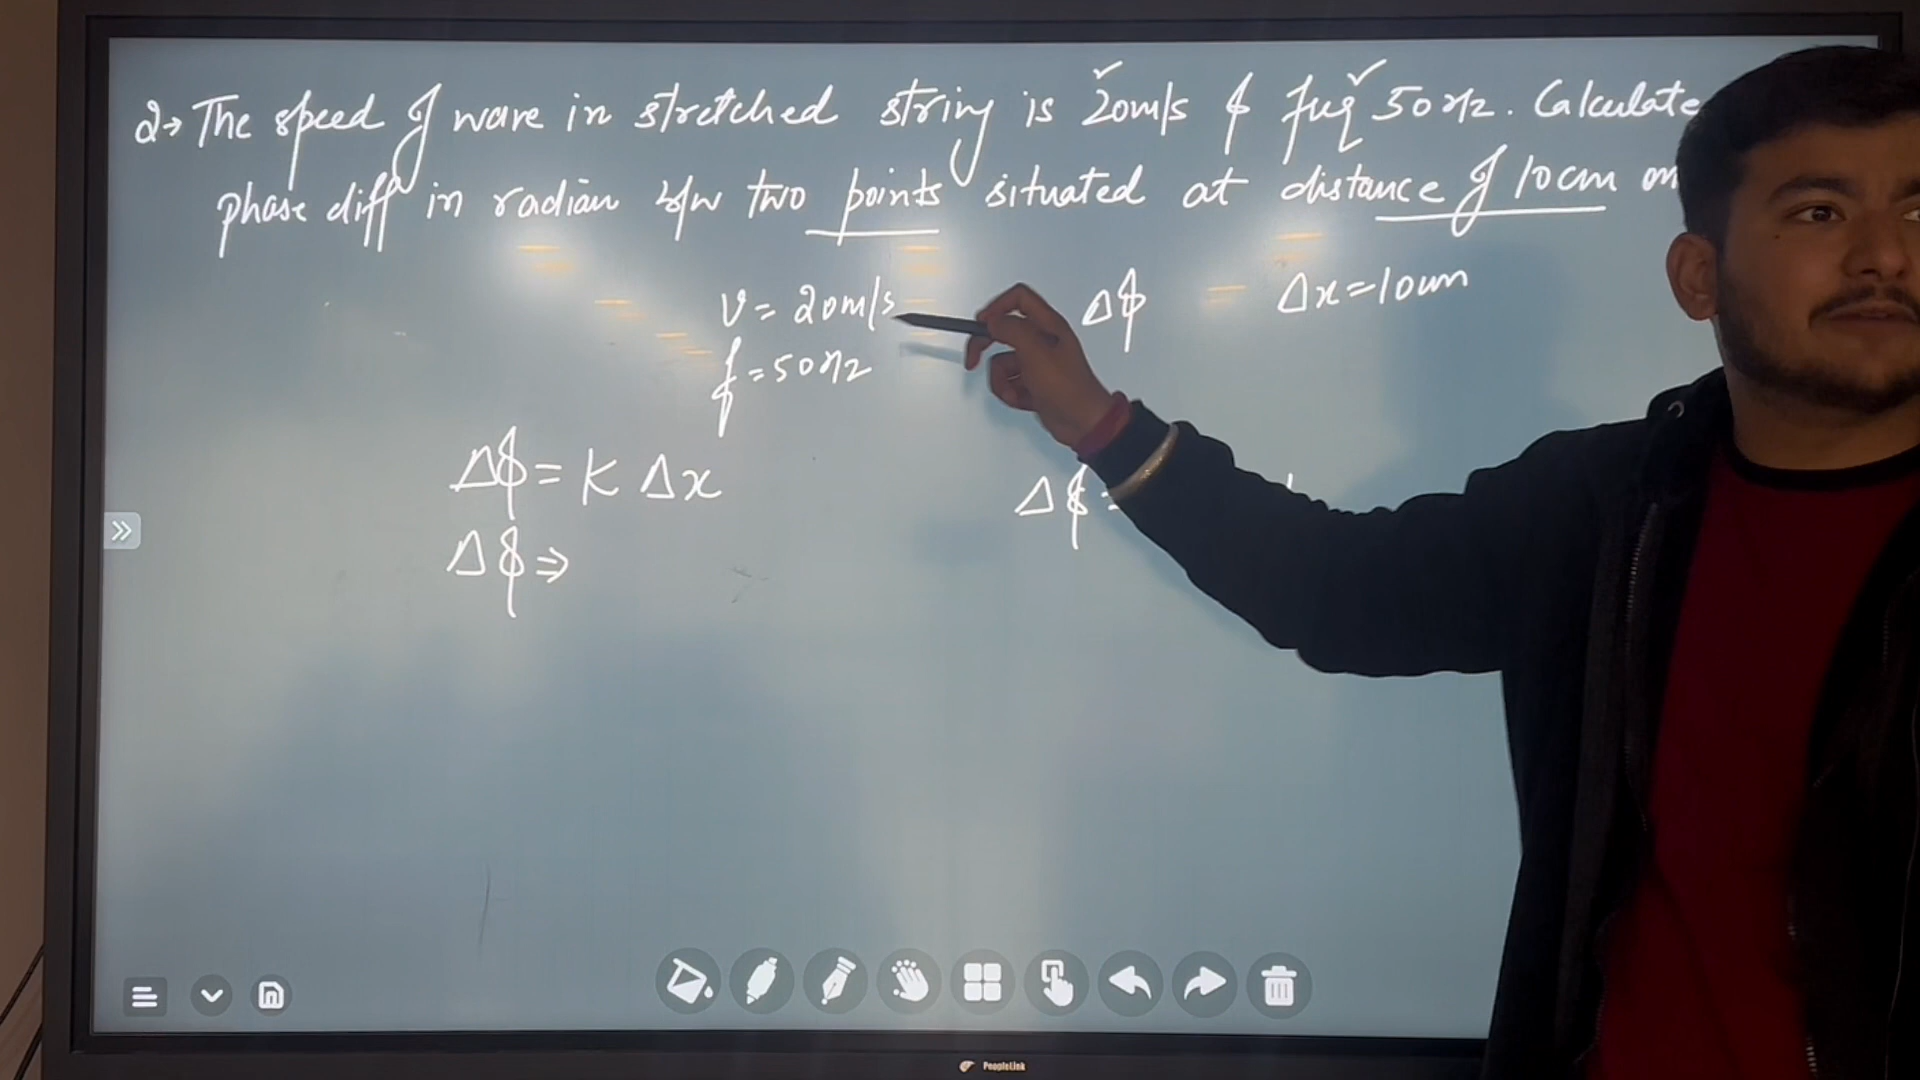 2→ The speed of wave in stretched string is 20m/s & freq 50Hz. Calculate
phase diff in radian b/w two points situated at distance of 10cm on
v = 20m/s
Δϕ
Δx = 10cm
f = 50Hz
Δϕ = K Δx
Δϕ =
Δϕ ⇒
PeopleLink